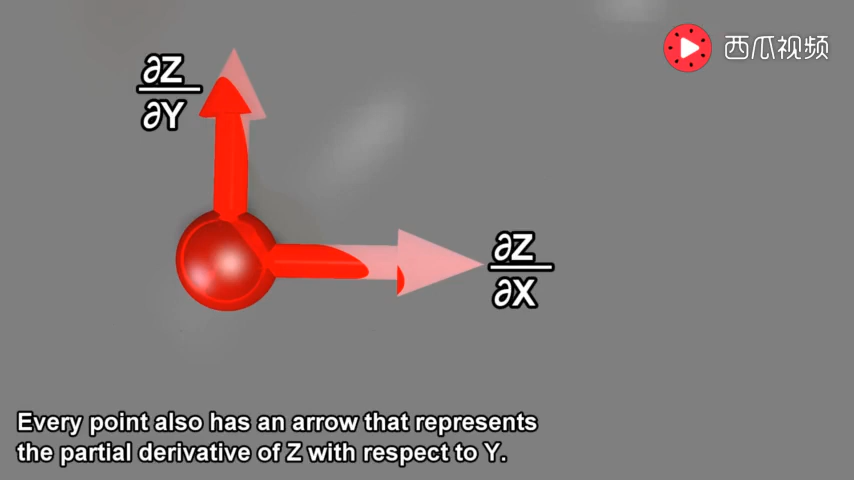 西瓜视频
∂Z
∂Y
∂Z
∂X
Every point also has an arrow that represents
the partial derivative of Z with respect to Y.